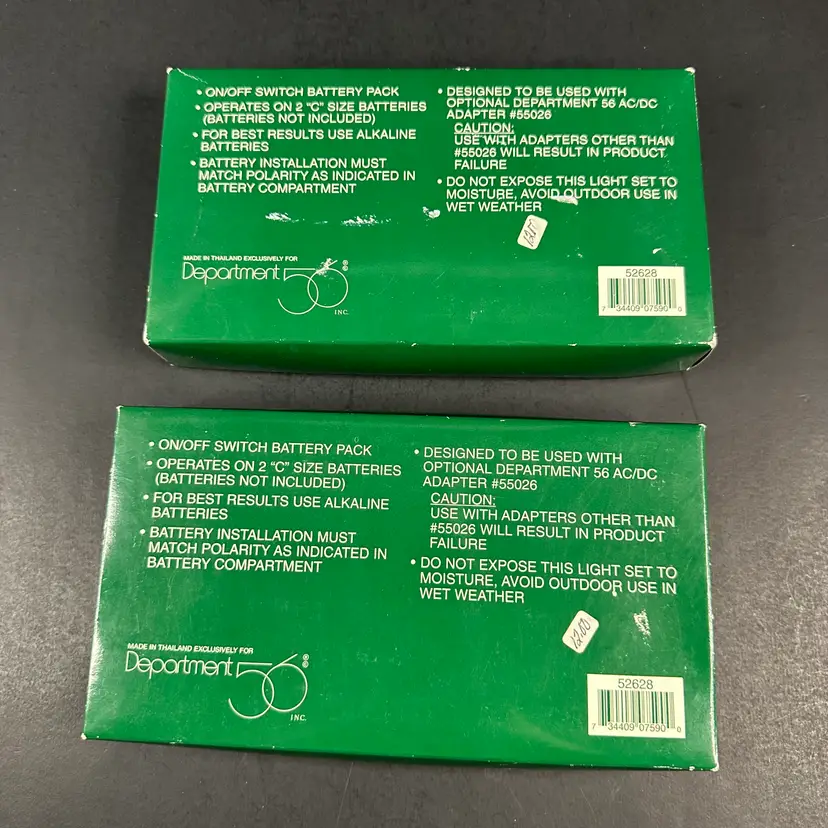 • ON/OFF SWITCH BATTERY PACK
• OPERATES ON 2 "C" SIZE BATTERIES
(BATTERIES NOT INCLUDED)
• FOR BEST RESULTS USE ALKALINE
BATTERIES
• BATTERY INSTALLATION MUST
MATCH POLARITY AS INDICATED IN
BATTERY COMPARTMENT
• DESIGNED TO BE USED WITH
OPTIONAL DEPARTMENT 56 AC/DC
ADAPTER #55026
CAUTION:
USE WITH ADAPTERS OTHER THAN
#55026 WILL RESULT IN PRODUCT
FAILURE
• DO NOT EXPOSE THIS LIGHT SET TO
MOISTURE, AVOID OUTDOOR USE IN
WET WEATHER
MADE IN THAILAND EXCLUSIVELY FOR
Department 56 ®
INC.
52628
7 34409 07590 0
• ON/OFF SWITCH BATTERY PACK
• OPERATES ON 2 "C" SIZE BATTERIES
(BATTERIES NOT INCLUDED)
• FOR BEST RESULTS USE ALKALINE
BATTERIES
• BATTERY INSTALLATION MUST
MATCH POLARITY AS INDICATED IN
BATTERY COMPARTMENT
• DESIGNED TO BE USED WITH
OPTIONAL DEPARTMENT 56 AC/DC
ADAPTER #55026
CAUTION:
USE WITH ADAPTERS OTHER THAN
#55026 WILL RESULT IN PRODUCT
FAILURE
• DO NOT EXPOSE THIS LIGHT SET TO
MOISTURE, AVOID OUTDOOR USE IN
WET WEATHER
12.00
MADE IN THAILAND EXCLUSIVELY FOR
Department 56 ®
INC.
52628
7 34409 07590 0